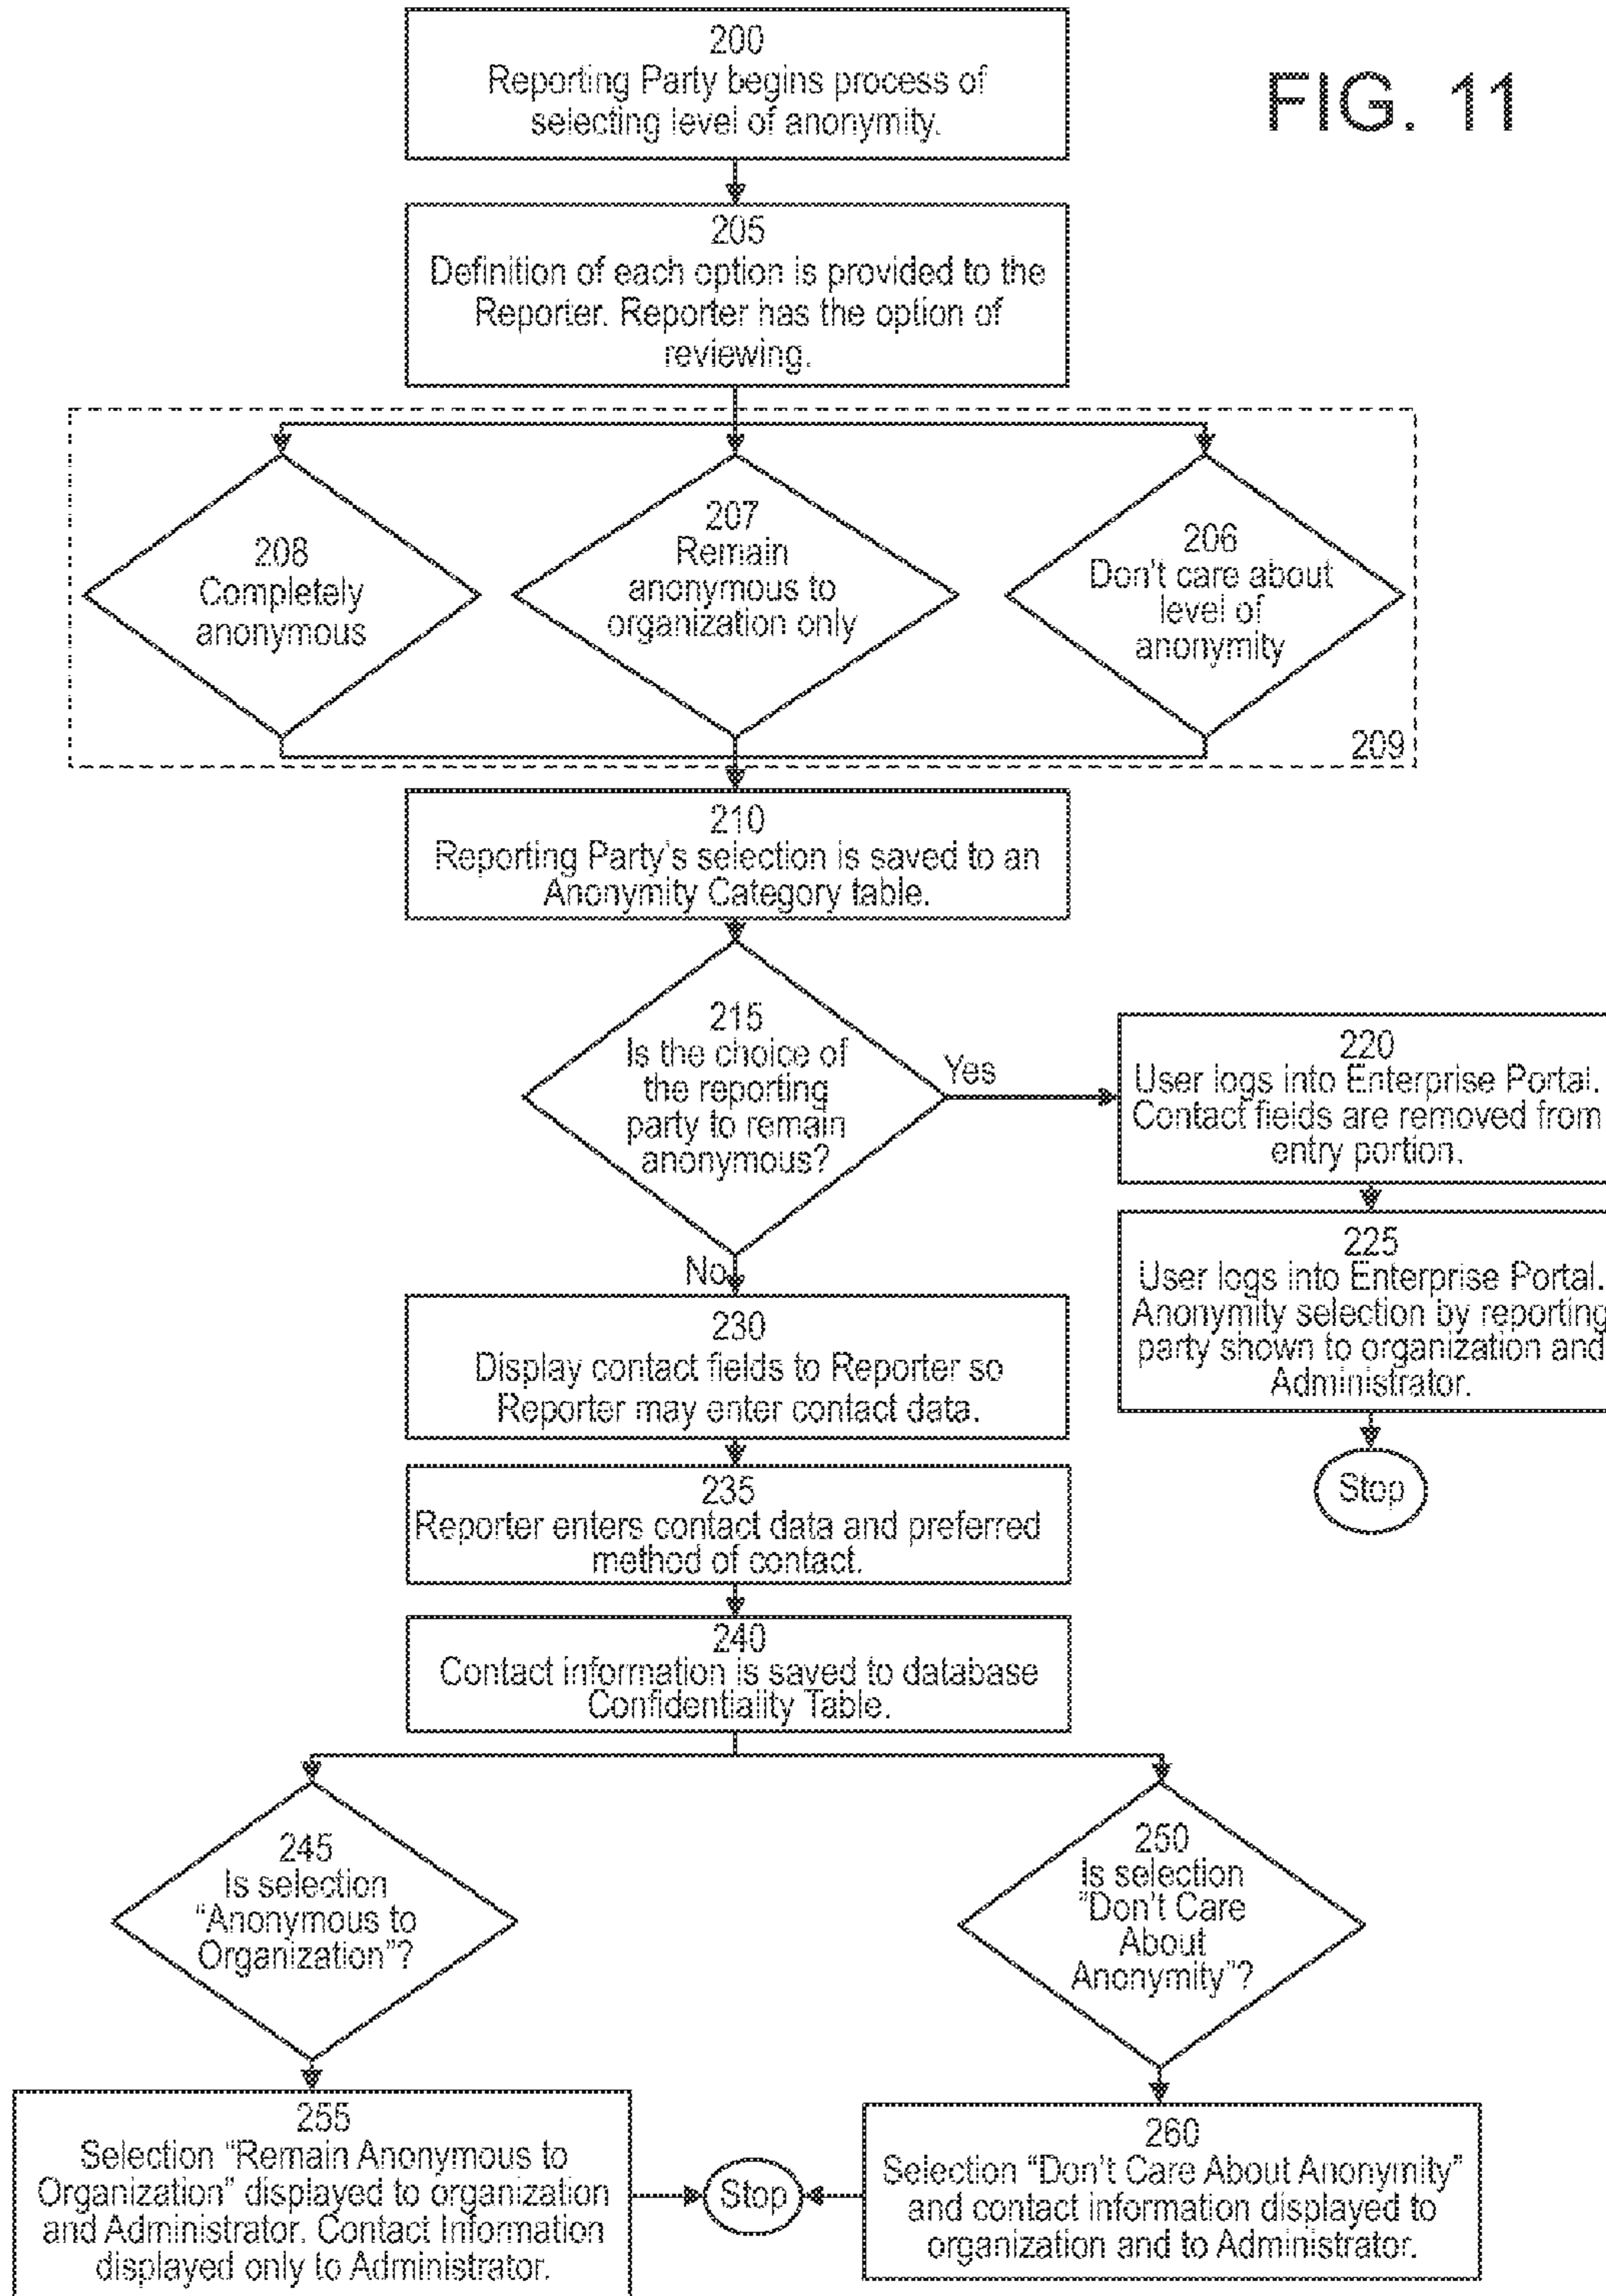 FIG. 11
200
Reporting Party begins process of
selecting level of anonymity.
205
Definition of each option is provided to the
Reporter. Reporter has the option of
reviewing.
208
Completely
anonymous
207
Remain
anonymous to
organization only
206
Don't care about
level of
anonymity
209
210
Reporting Party's selection is saved to an
Anonymity Category table.
215
Is the choice of
the reporting
party to remain
anonymous?
Yes
220
User logs into Enterprise Portal.
Contact fields are removed from
entry portion.
225
User logs into Enterprise Portal.
Anonymity selection by reporting
party shown to organization and
Administrator.
Stop
No
230
Display contact fields to Reporter so
Reporter may enter contact data.
235
Reporter enters contact data and preferred
method of contact.
240
Contact information is saved to database
Confidentiality Table.
245
Is selection
"Anonymous to
Organization"?
250
Is selection
"Don't Care
About
Anonymity"?
255
Selection "Remain Anonymous to
Organization" displayed to organization
and Administrator. Contact Information
displayed only to Administrator.
Stop
260
Selection "Don't Care About Anonymity"
and contact information displayed to
organization and to Administrator.